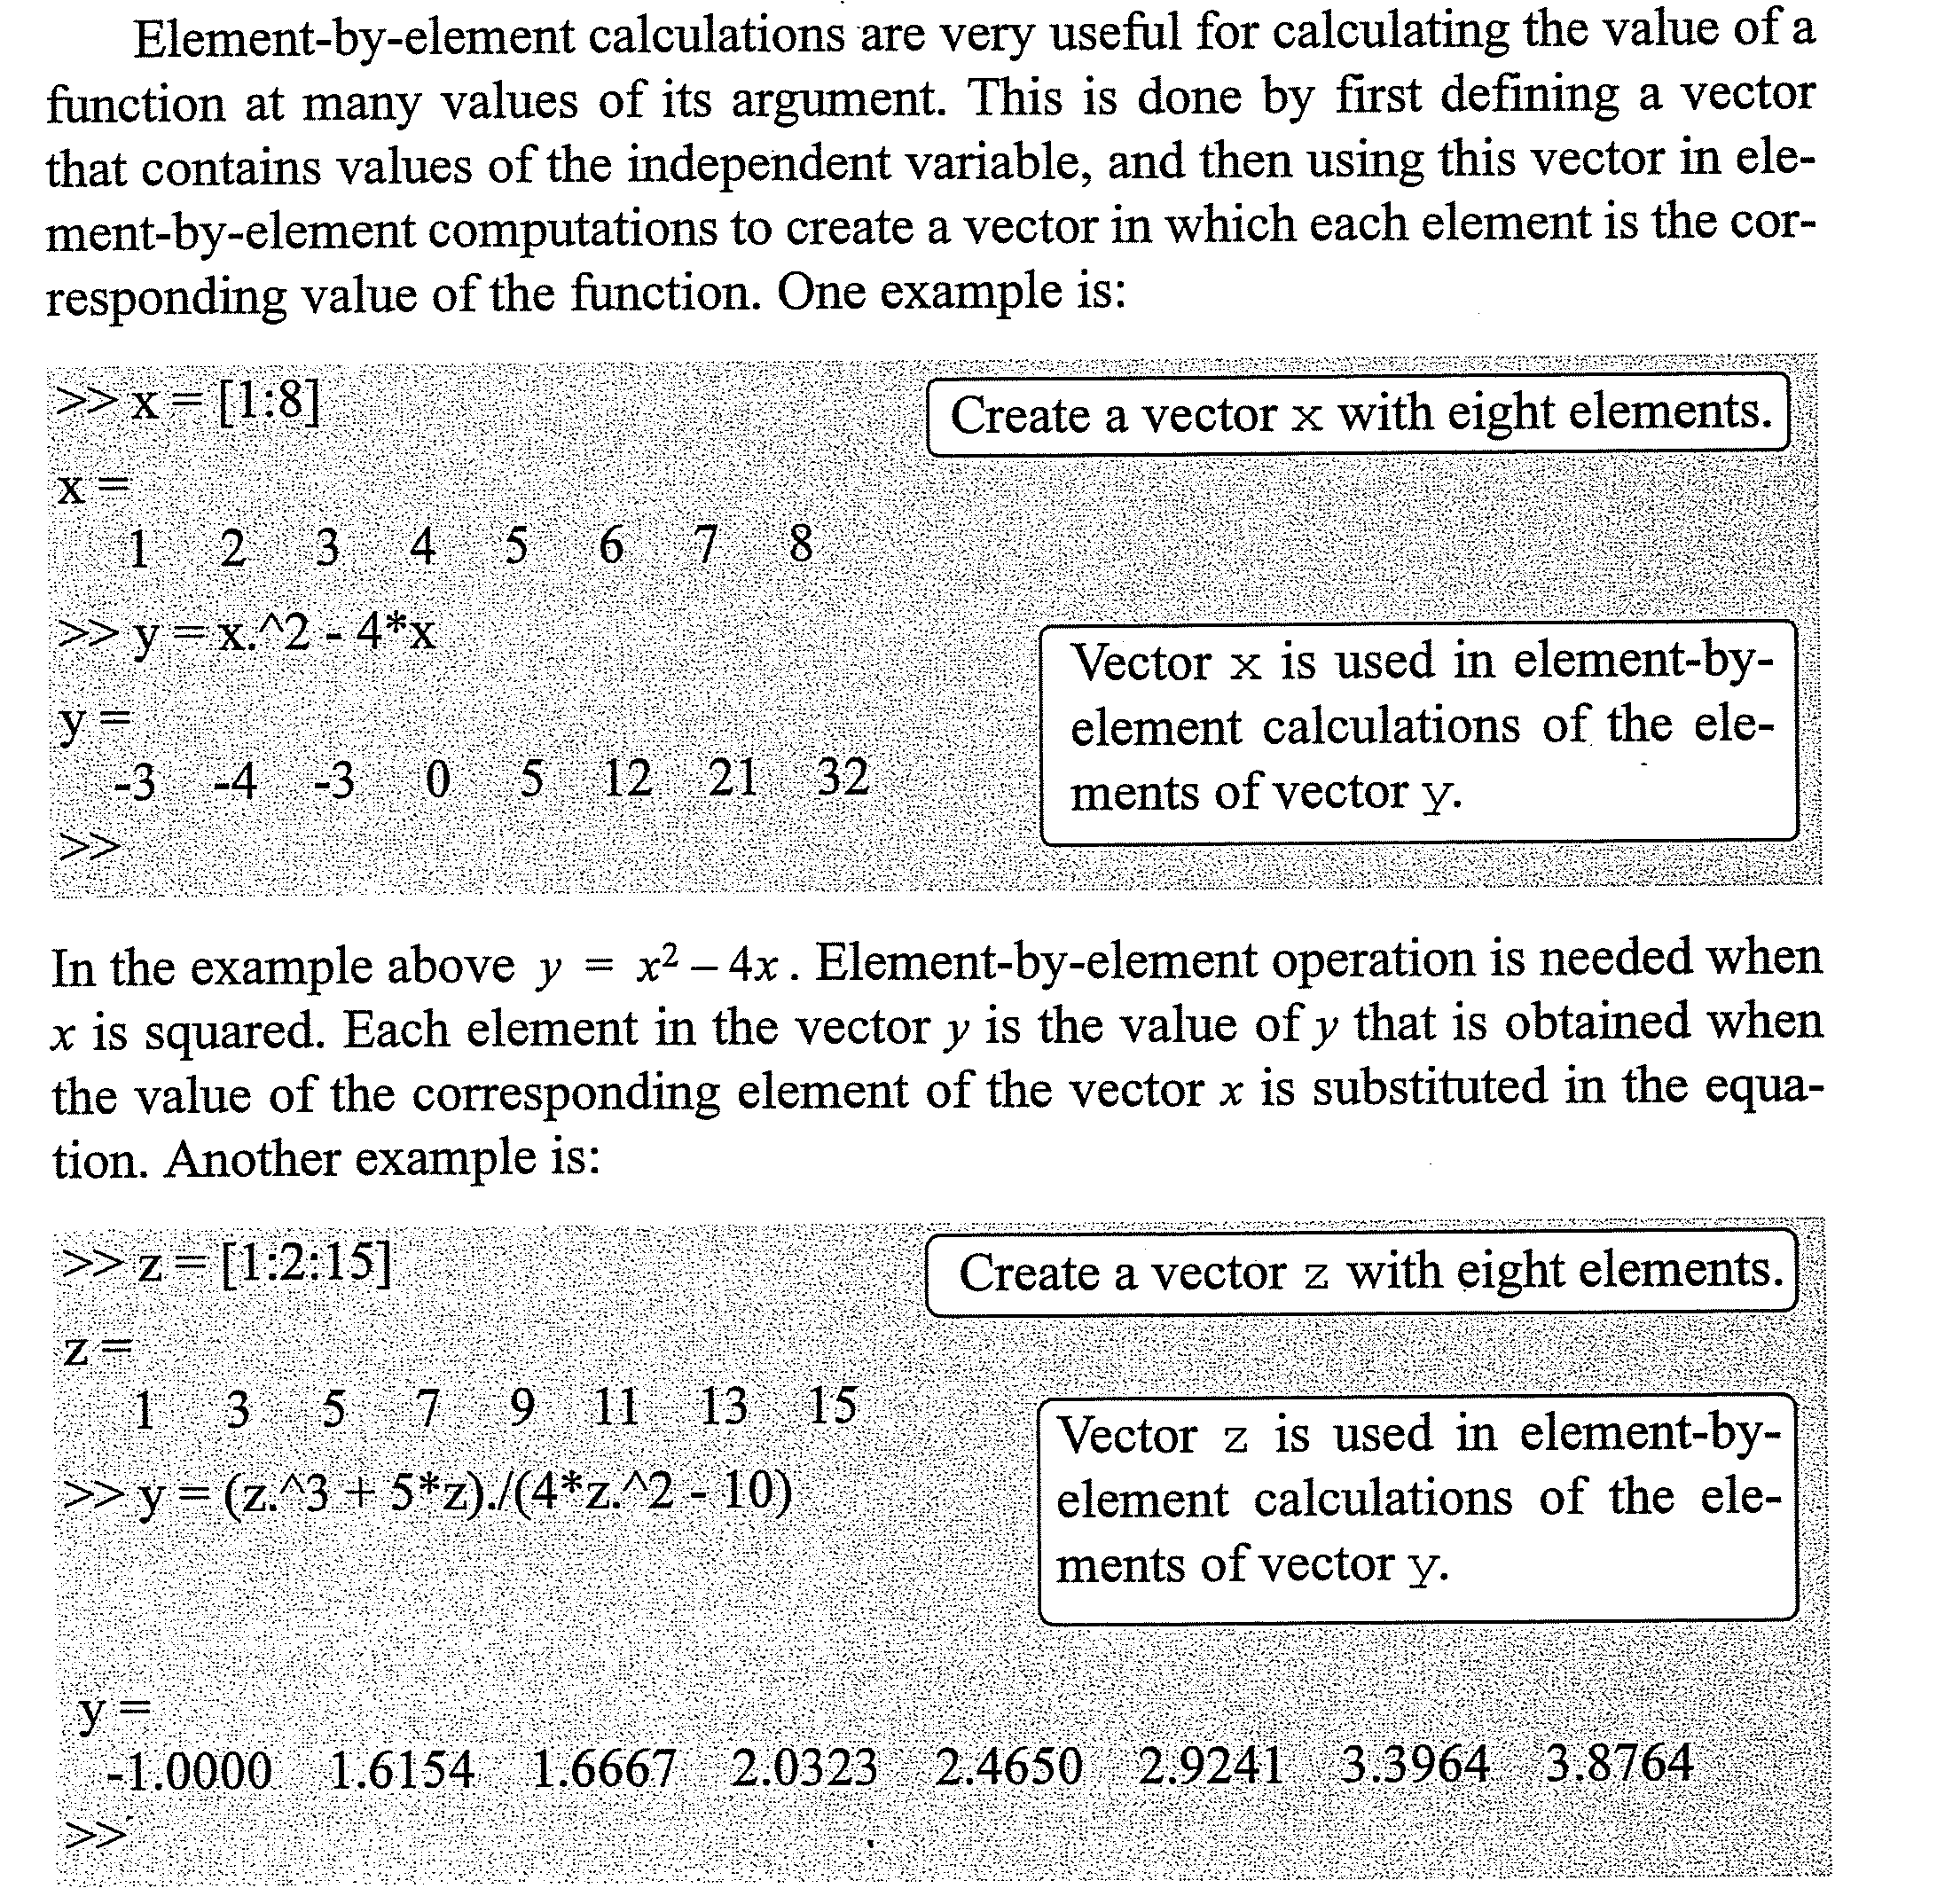 Element-by-element calculations are very useful for calculating the value of a
function at many values of its argument. This is done by first defining a vector
that contains values of the independent variable, and then using this vector in ele-
ment-by-element computations to create a vector in which each element is the cor-
responding value of the function. One example is:
>> x = [1:8]
Create a vector x with eight elements.
x =
1 2 3 4 5 6 7 8
>> y = x.^2 - 4*x
Vector x is used in element-by-
element calculations of the ele-
ments of vector y.
y =
-3 -4 -3 0 5 12 21 32
>>
In the example above y = x² – 4x. Element-by-element operation is needed when
x is squared. Each element in the vector y is the value of y that is obtained when
the value of the corresponding element of the vector x is substituted in the equa-
tion. Another example is:
>> z = [1:2:15]
Create a vector z with eight elements.
z =
1 3 5 7 9 11 13 15
>> y = (z.^3 + 5*z)./(4*z.^2 - 10)
Vector z is used in element-by-
element calculations of the ele-
ments of vector y.
y =
-1.0000 1.6154 1.6667 2.0323 2.4650 2.9241 3.3964 3.8764
>>